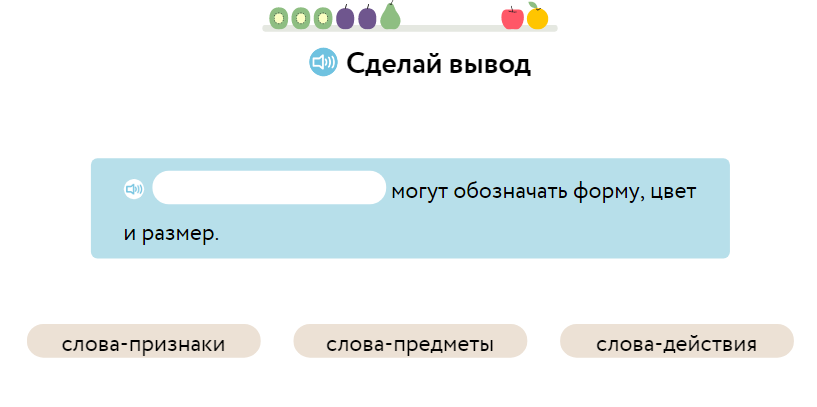 Сделай вывод
могут обозначать форму, цвет
и размер.
слова-признаки слова-предметы слова-действия